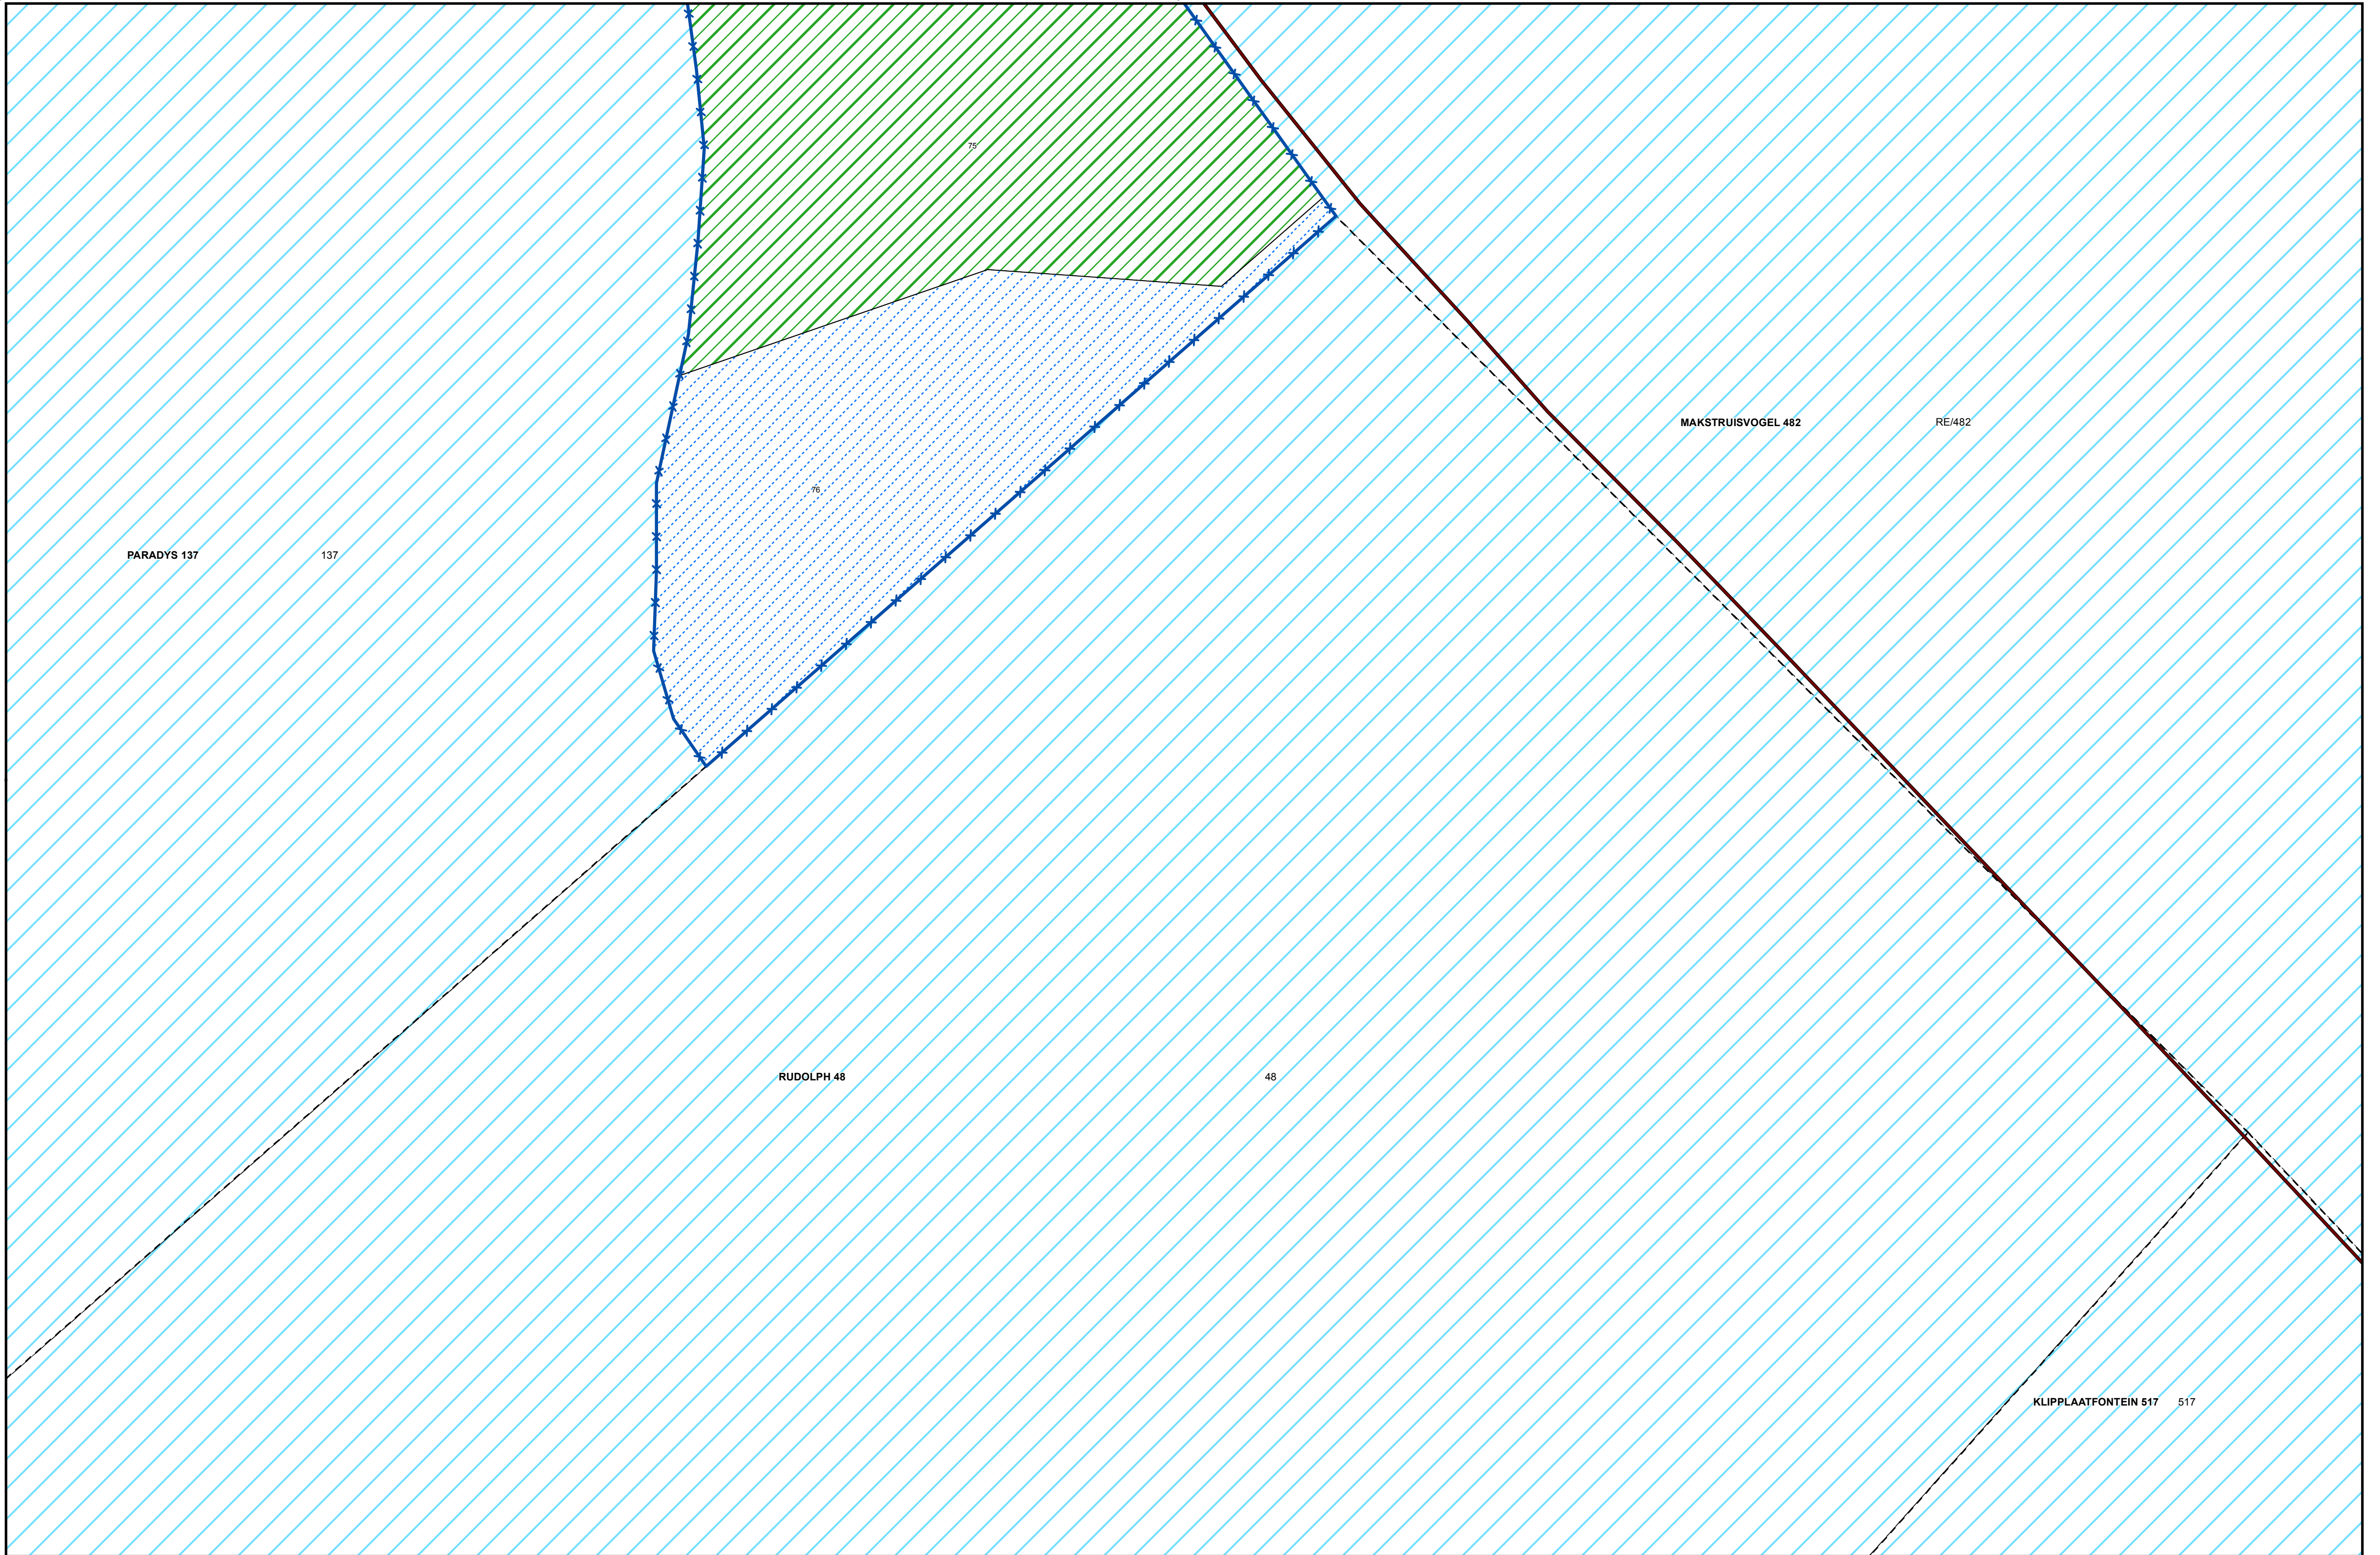 75
MAKSTRUISVOGEL 482 RE/482
76
PARADYS 137 137
RUDOLPH 48 48
KLIPPLAATFONTEIN 517 517